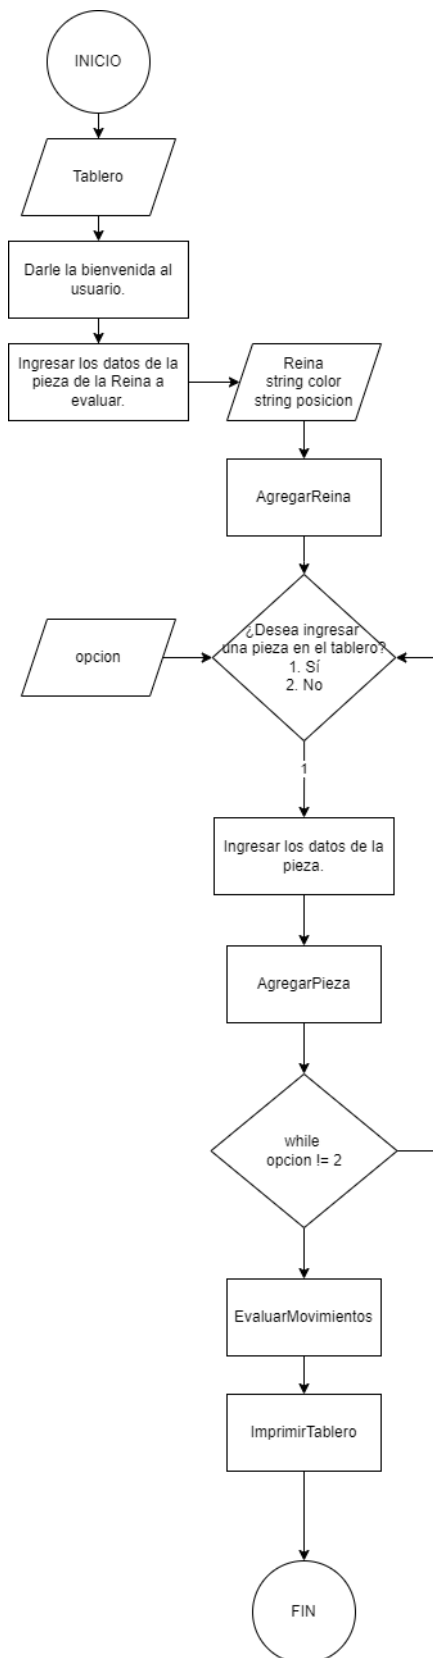 INICIO
Tablero
Darle la bienvenida al
usuario.
Ingresar los datos de la
pieza de la Reina a
evaluar.
Reina
string color
string posicion
AgregarReina
¿Desea ingresar
una pieza en el tablero?
1. Sí
2. No
opcion
1
Ingresar los datos de la
pieza.
AgregarPieza
while
opcion != 2
EvaluarMovimientos
ImprimirTablero
FIN